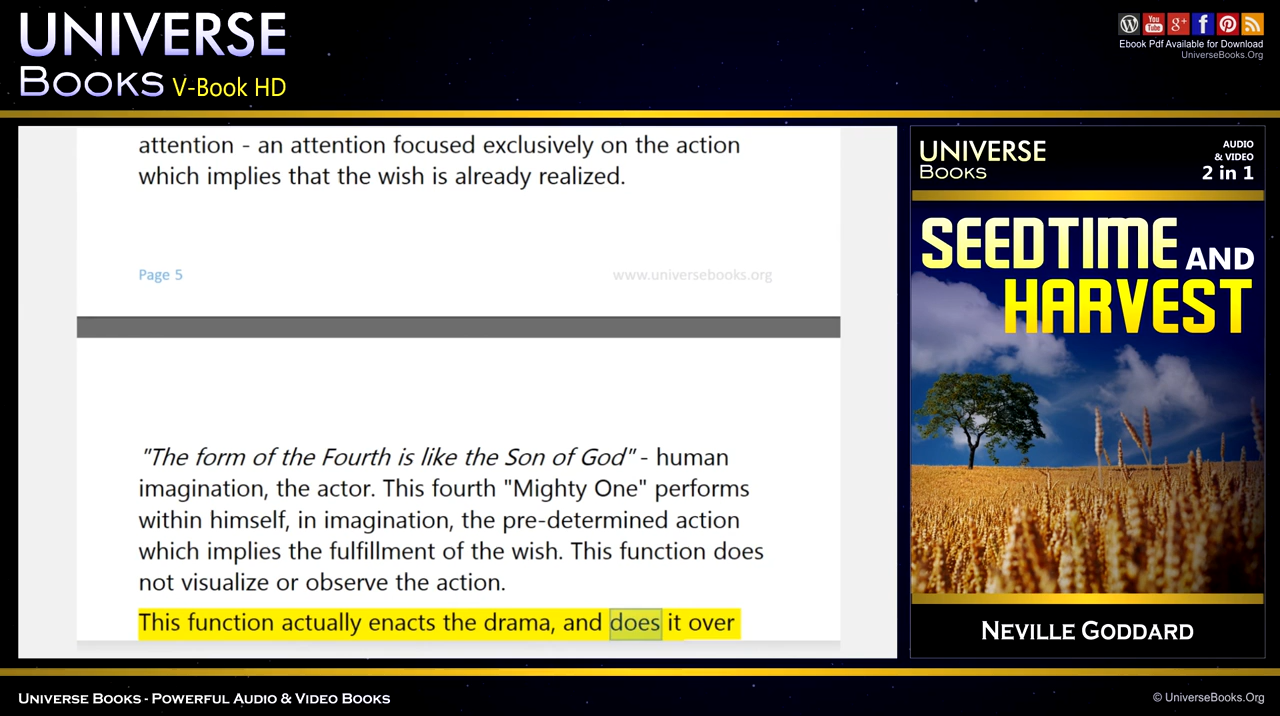 UNIVERSE
BOOKS V-Book HD
Ebook Pdf Available for Download
UniverseBooks.Org
attention - an attention focused exclusively on the action
which implies that the wish is already realized.
Page 5
www.universebooks.org
"The form of the Fourth is like the Son of God" - human
imagination, the actor. This fourth "Mighty One" performs
within himself, in imagination, the pre-determined action
which implies the fulfillment of the wish. This function does
not visualize or observe the action.
This function actually enacts the drama, and does it over
UNIVERSE
BOOKS
AUDIO
& VIDEO
2 in 1
SEEDTIME AND
HARVEST
NEVILLE GODDARD
UNIVERSE BOOKS - POWERFUL AUDIO & VIDEO BOOKS
© UniverseBooks.Org